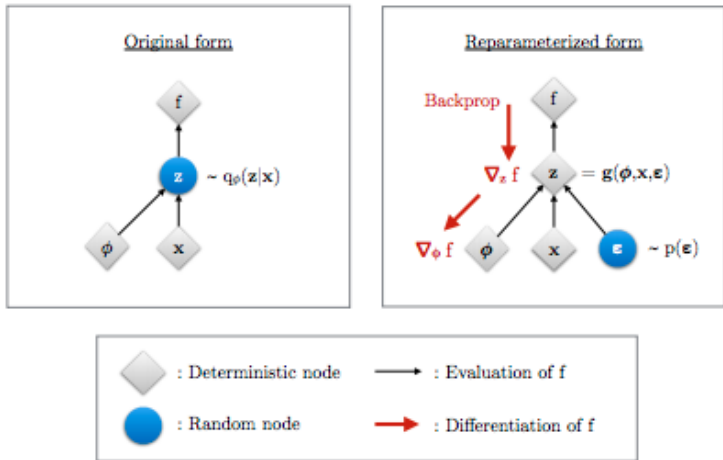 Original form
f
z ~ qφ(z|x)
φ x
Reparameterized form
Backprop f
∇z f z = g(φ,x,ε)
∇φ f φ x ε ~ p(ε)
: Deterministic node : Evaluation of f
: Random node : Differentiation of f